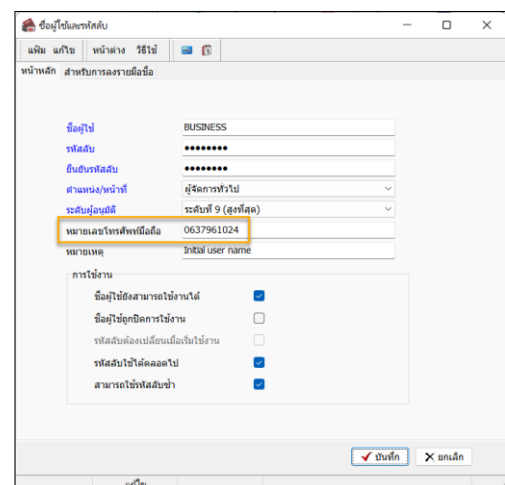 ชื่อผู้ใช้และรหัสลับ
แฟ้ม แก้ไข หน้าต่าง วิธีใช้
หน้าหลัก สำหรับการลงรายมือชื่อ
ชื่อผู้ใช้ BUSINESS
รหัสลับ ••••••••
ยืนยันรหัสลับ ••••••••
ตำแหน่ง/หน้าที่ ผู้จัดการทั่วไป
ระดับผู้อนุมัติ ระดับที่ 9 (สูงที่สุด)
หมายเลขโทรศัพท์มือถือ 0637961024
หมายเหตุ Initial user name
การใช้งาน
ชื่อผู้ใช้ยังสามารถใช้งานได้
ชื่อผู้ใช้ถูกปิดการใช้งาน
รหัสลับต้องเปลี่ยนเมื่อเริ่มใช้งาน
รหัสลับใช้ได้ตลอดไป
สามารถใช้รหัสลับซ้ำ
บันทึก ยกเลิก
แก้ไข